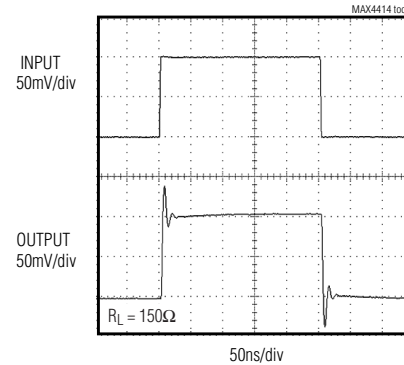 MAX4414 toc
INPUT
50mV/div
OUTPUT
50mV/div
RL = 150Ω
50ns/div